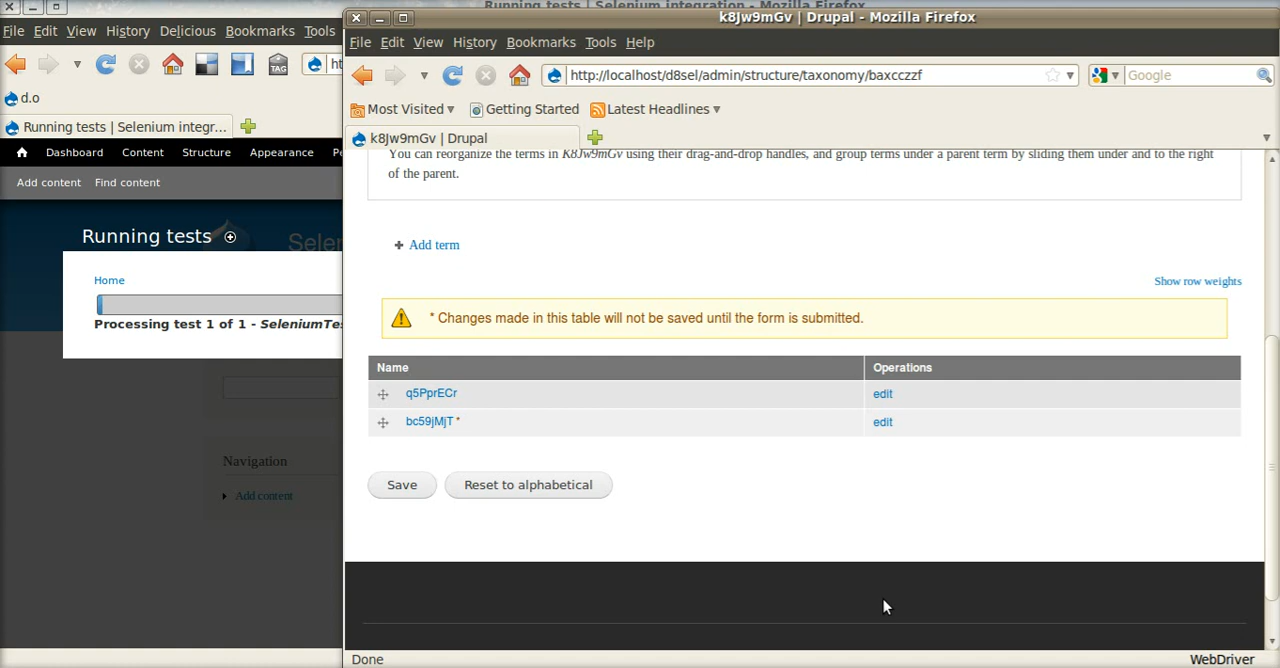 Running tests | Selenium integration - Mozilla Firefox
File Edit View History Delicious Bookmarks Tools
d.o
Running tests | Selenium integr...
Dashboard Content Structure Appearance
Add content Find content
Running tests
Home
Processing test 1 of 1 -
Navigation
Add content
k8Jw9mGv | Drupal - Mozilla Firefox
File Edit View History Bookmarks Tools Help
TAG
http://localhost/d8sel/admin/structure/taxonomy/baxcczzf
Google
Most Visited Getting Started Latest Headlines
k8Jw9mGv | Drupal
You can reorganize the terms in K8Jw9mGv using their drag-and-drop handles, and group terms under a parent term by sliding them under and to the right
of the parent.
Add term
Show row weights
* Changes made in this table will not be saved until the form is submitted.
Name Operations
q5PprECr edit
bc59jMjT * edit
Save Reset to alphabetical
Done WebDriver